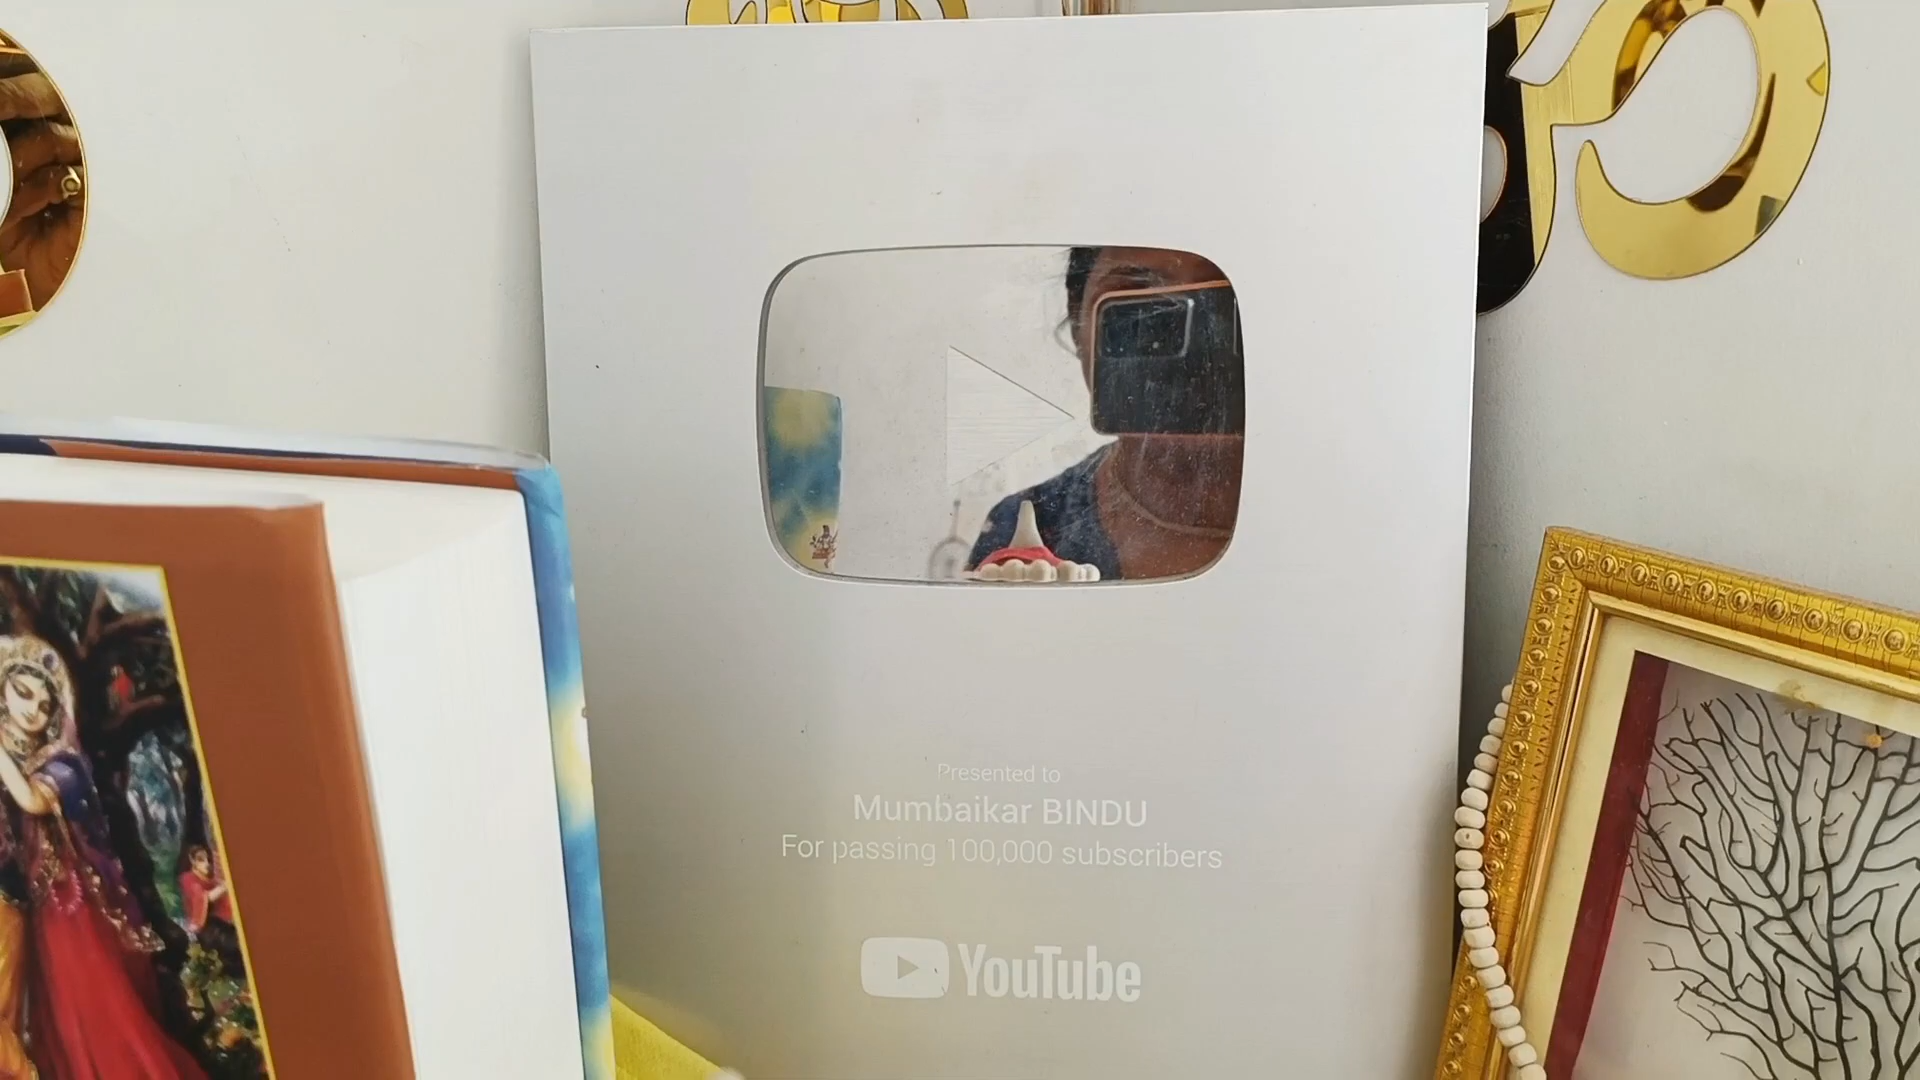 Presented to
Mumbaikar BINDU
For passing 100,000 subscribers
YouTube